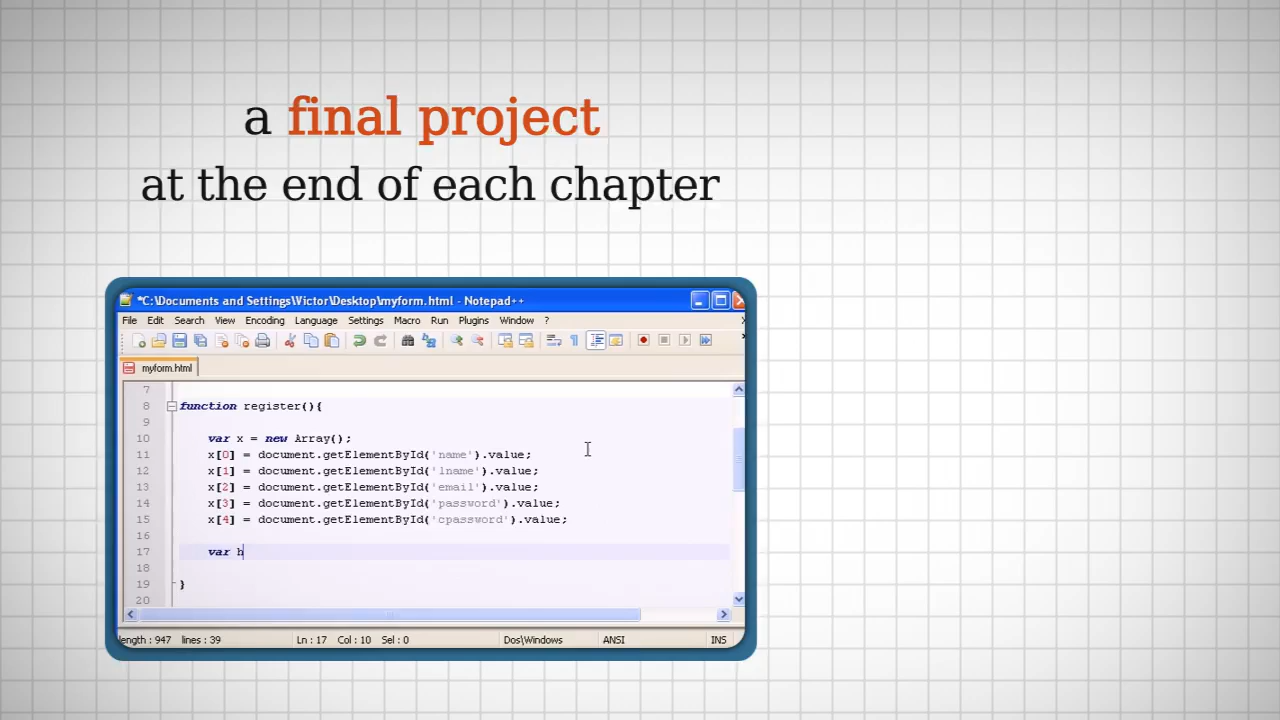 a final project
at the end of each chapter
*C:\Documents and Settings\Victor\Desktop\myform.html - Notepad++
File Edit Search View Encoding Language Settings Macro Run Plugins Window ? X
myform.html
7
8 function register(){
9
10 var x = new Array();
11 x[0] = document.getElementById('name').value;
12 x[1] = document.getElementById('lname').value;
13 x[2] = document.getElementById('email').value;
14 x[3] = document.getElementById('password').value;
15 x[4] = document.getElementById('cpassword').value;
16
17 var h
18
19 }
20
length : 947 lines : 39 Ln : 17 Col : 10 Sel : 0 Dos\Windows ANSI INS